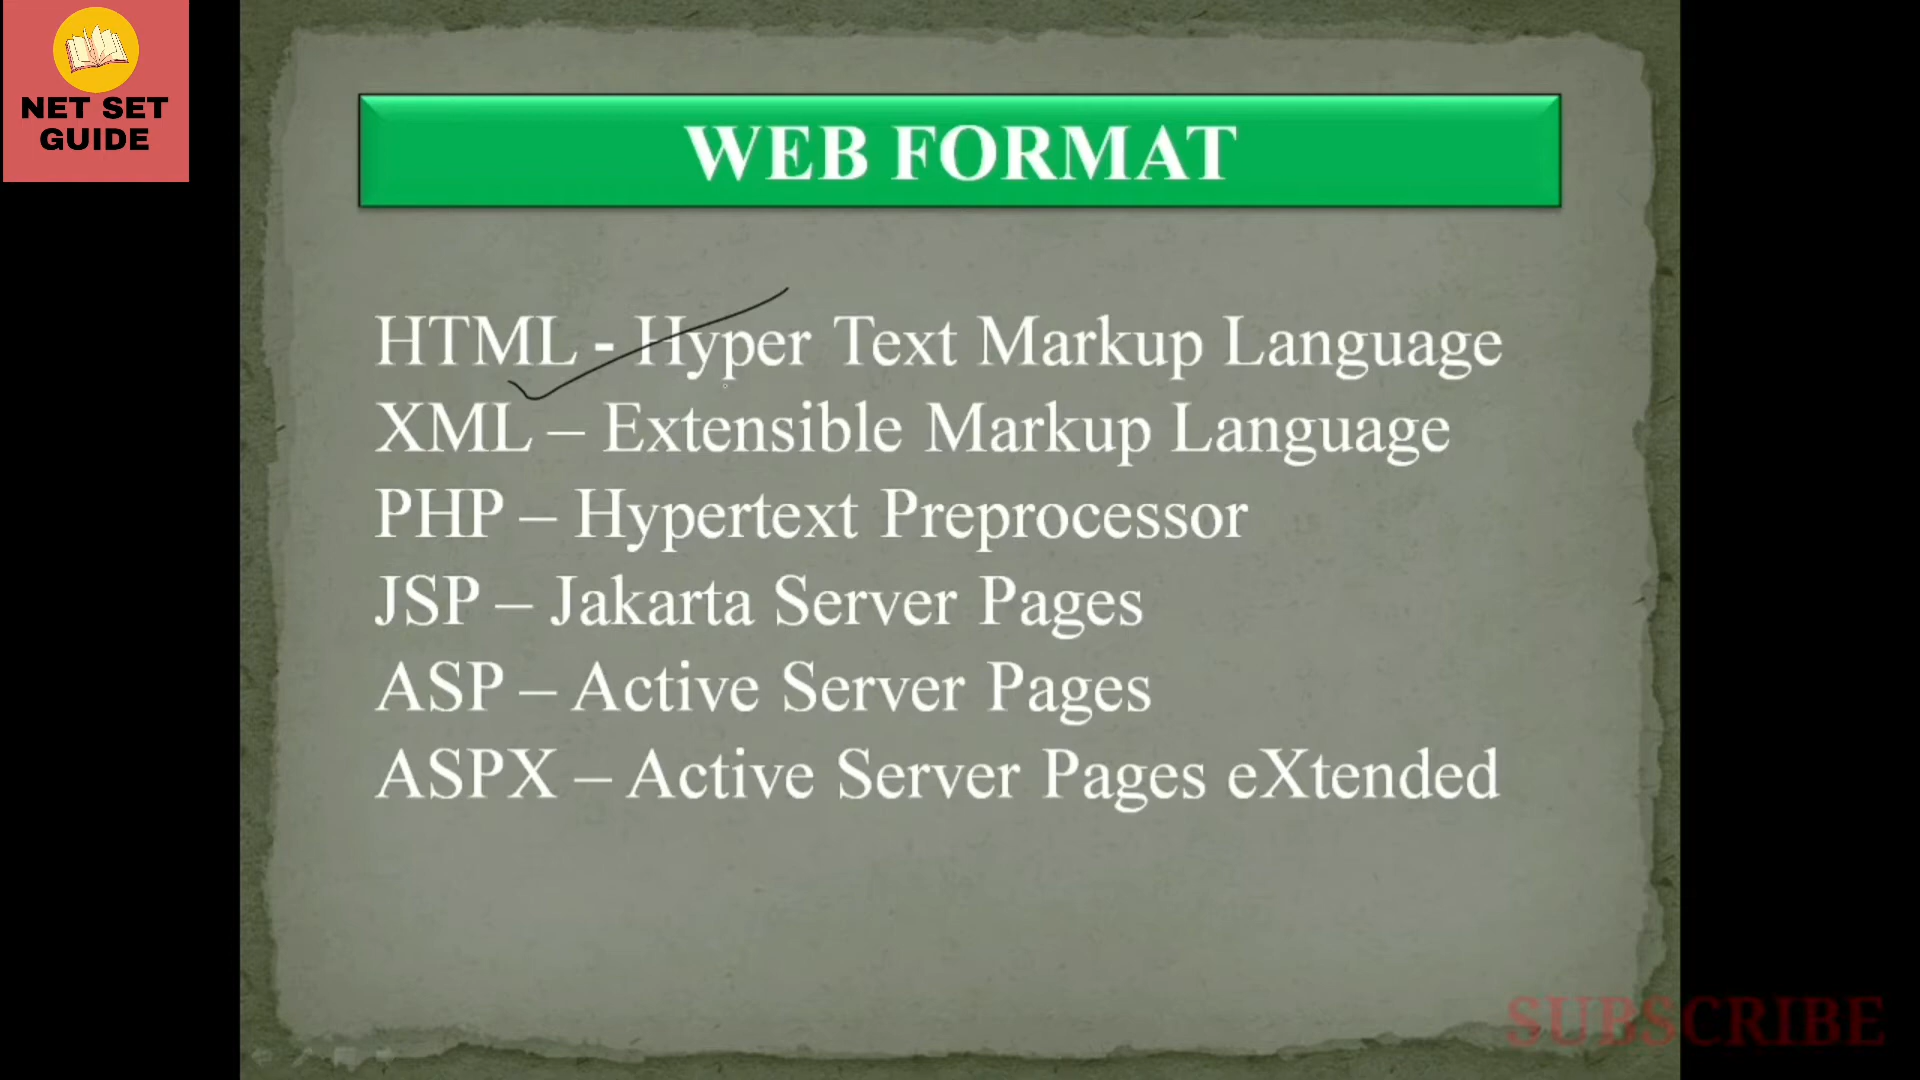 NET SET
GUIDE
WEB FORMAT
HTML - Hyper Text Markup Language
XML – Extensible Markup Language
PHP – Hypertext Preprocessor
JSP – Jakarta Server Pages
ASP – Active Server Pages
ASPX – Active Server Pages eXtended
SUBSCRIBE